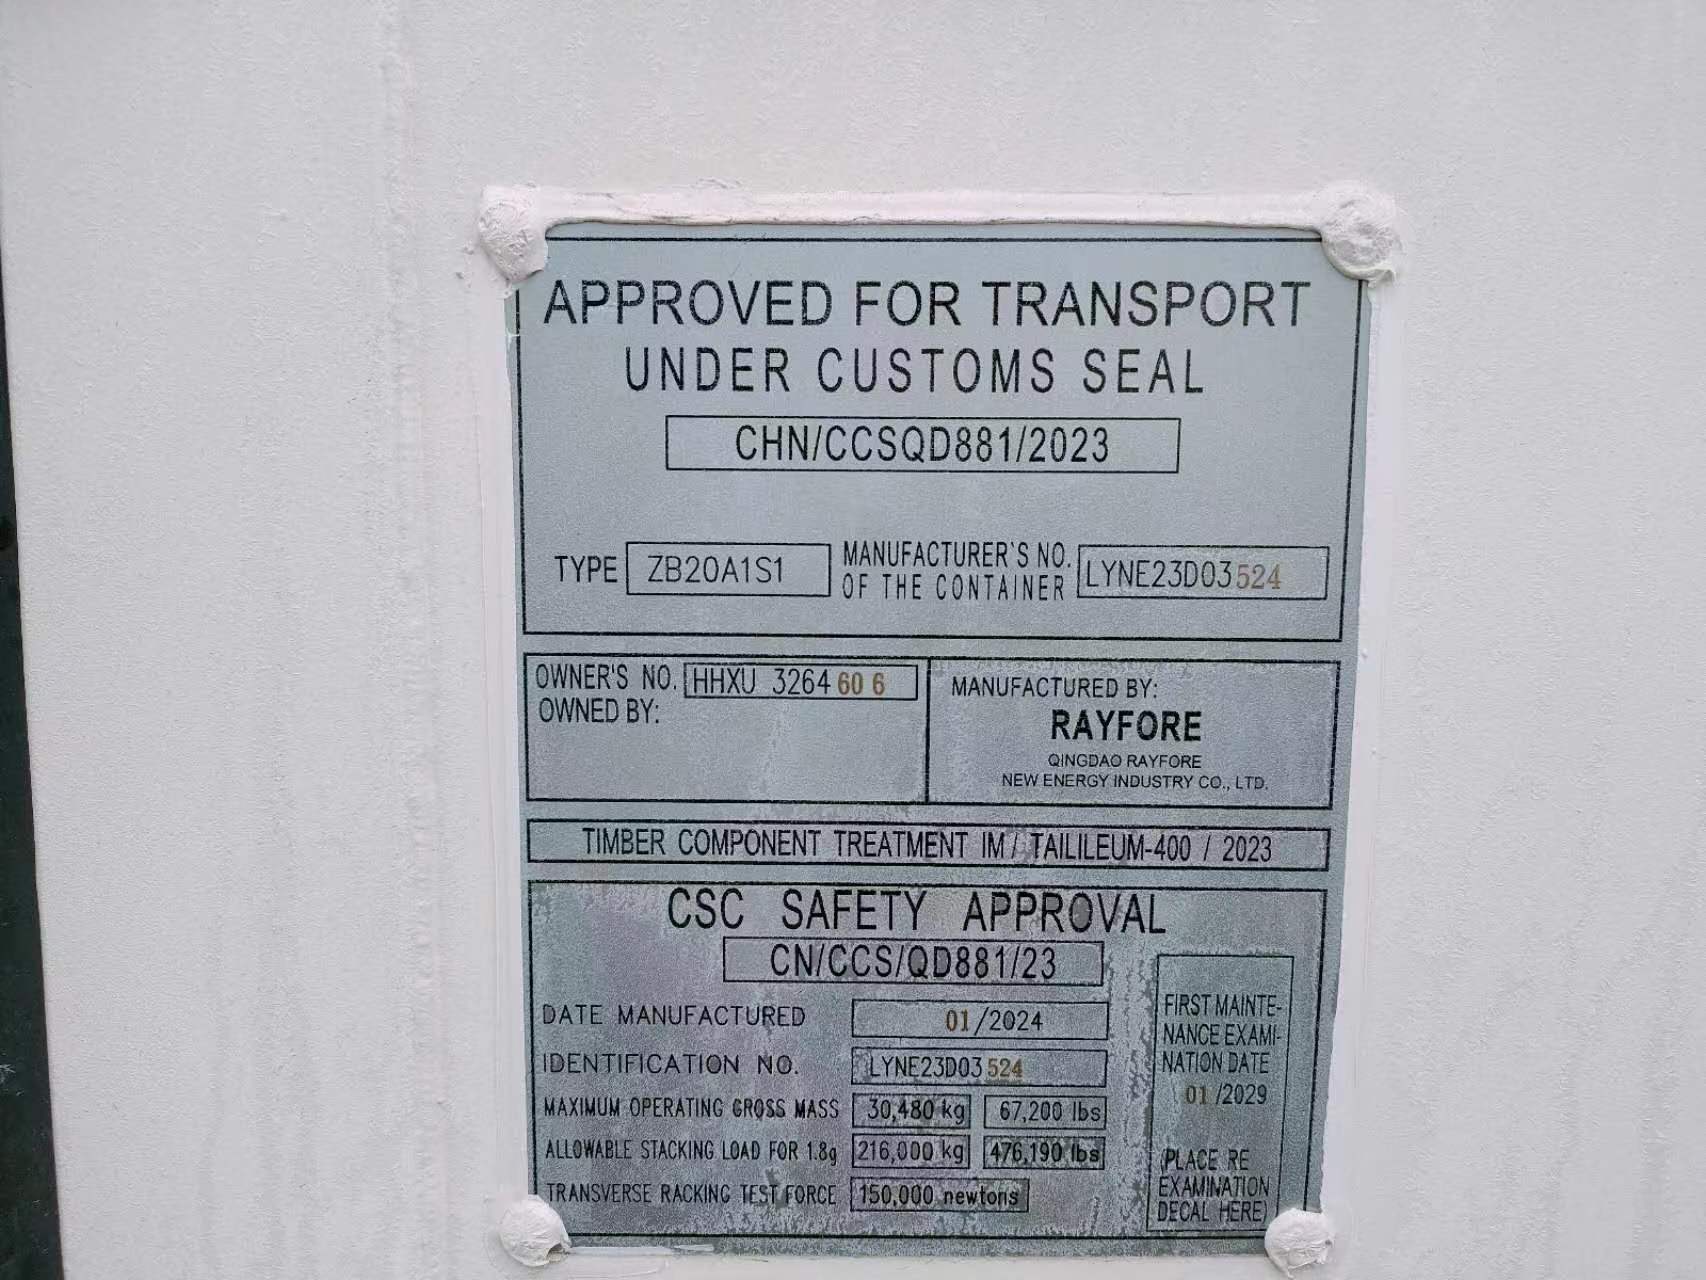 APPROVED FOR TRANSPORT
UNDER CUSTOMS SEAL
CHN/CCSQD881/2023
TYPE ZB20A1S1
MANUFACTURER'S NO.
OF THE CONTAINER
LYNE23D03524
OWNER'S NO. HHXU 326460 6
OWNED BY:
MANUFACTURED BY:
RAYFORE
QINGDAO RAYFORE
NEW ENERGY INDUSTRY CO., LTD.
TIMBER COMPONENT TREATMENT IM / TAILILEUM-400 / 2023
CSC SAFETY APPROVAL
CN/CCS/QD881/23
DATE MANUFACTURED 01/2024
IDENTIFICATION NO. LYNE23D03524
MAXIMUM OPERATING GROSS MASS 30,480 kg 67,200 lbs
ALLOWABLE STACKING LOAD FOR 1.8g 216,000 kg 476,190 lbs
TRANSVERSE RACKING TEST FORCE 150,000 newtons
FIRST MAINTE-
NANCE EXAMI-
NATION DATE
01/2029
(PLACE RE
EXAMINATION
DECAL HERE)